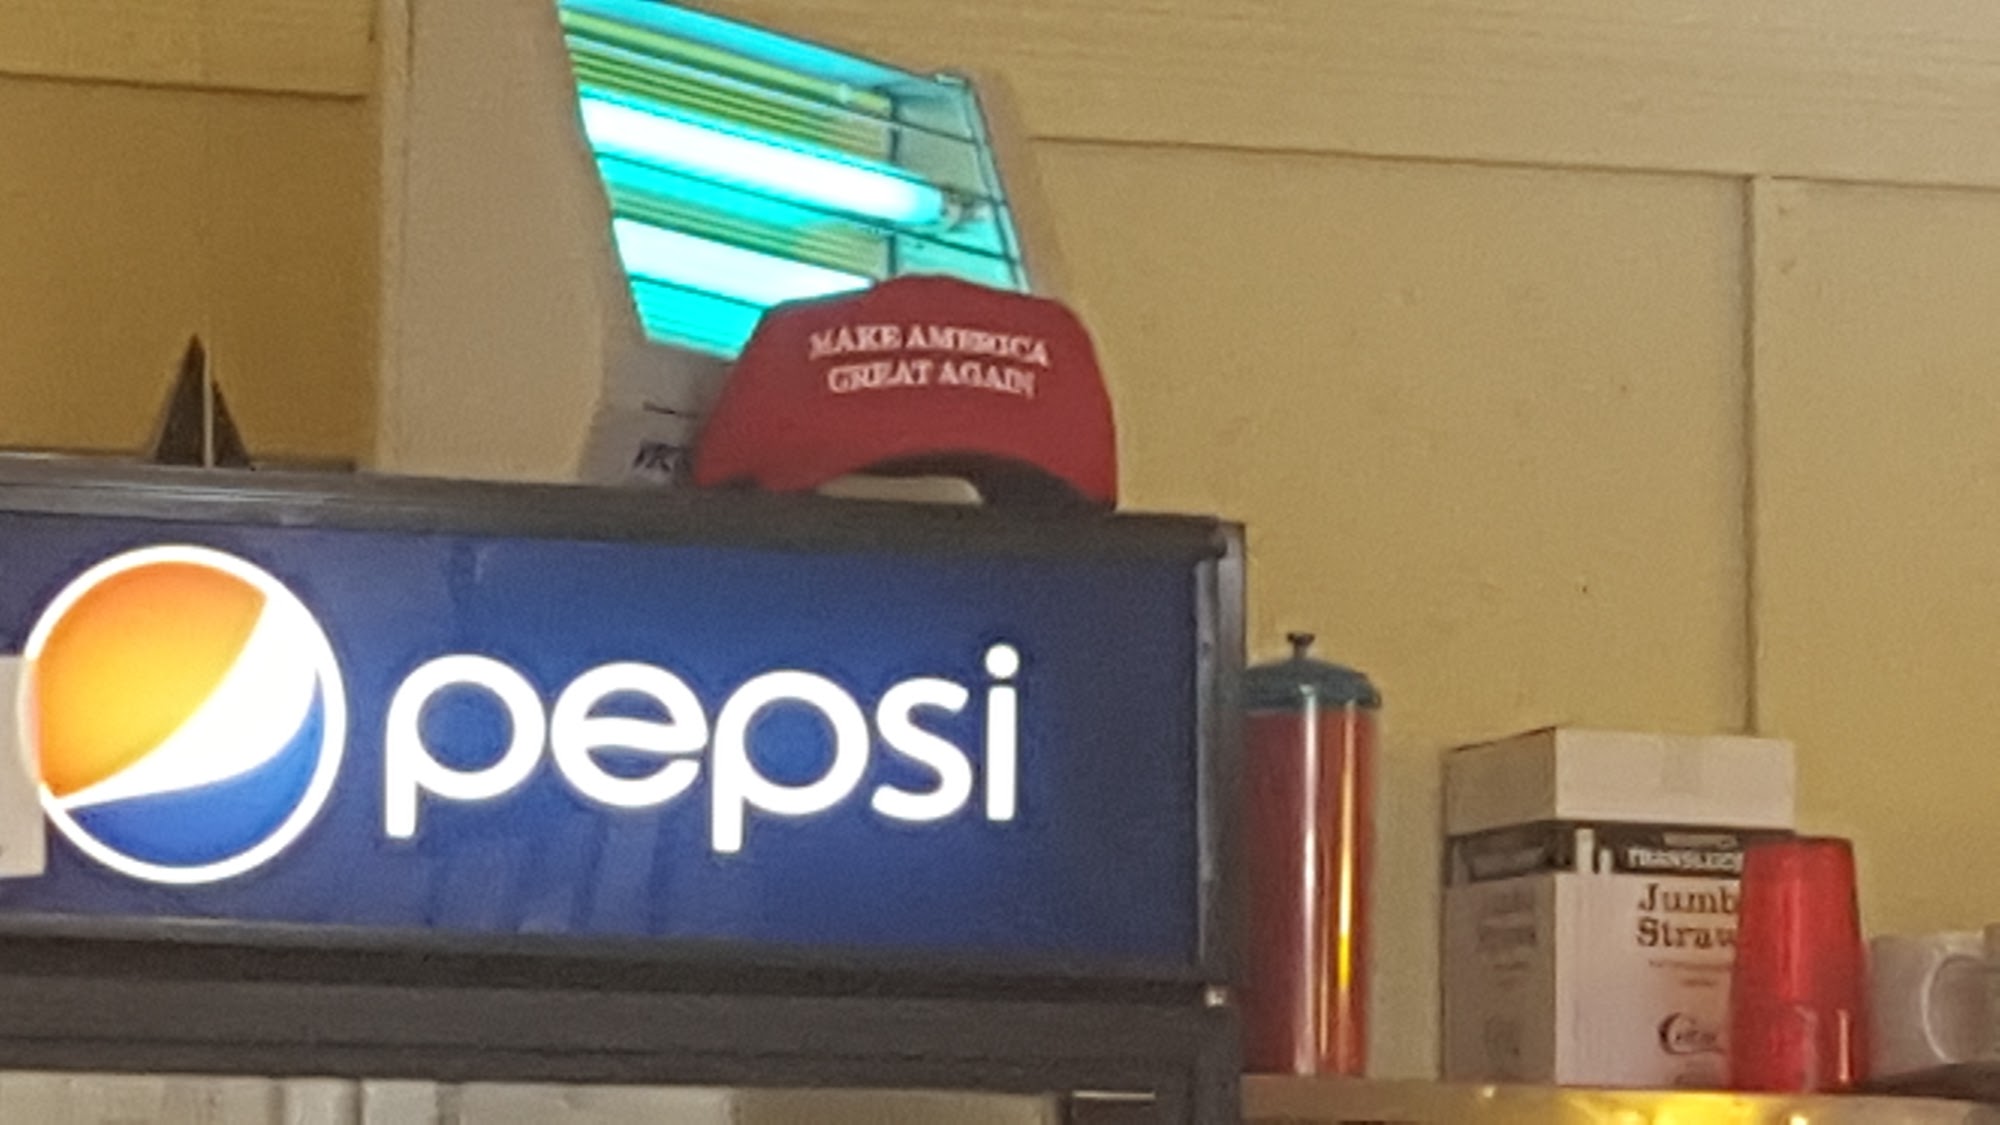 MAKE AMERICA
GREAT AGAIN
pepsi
Jumb
Straw